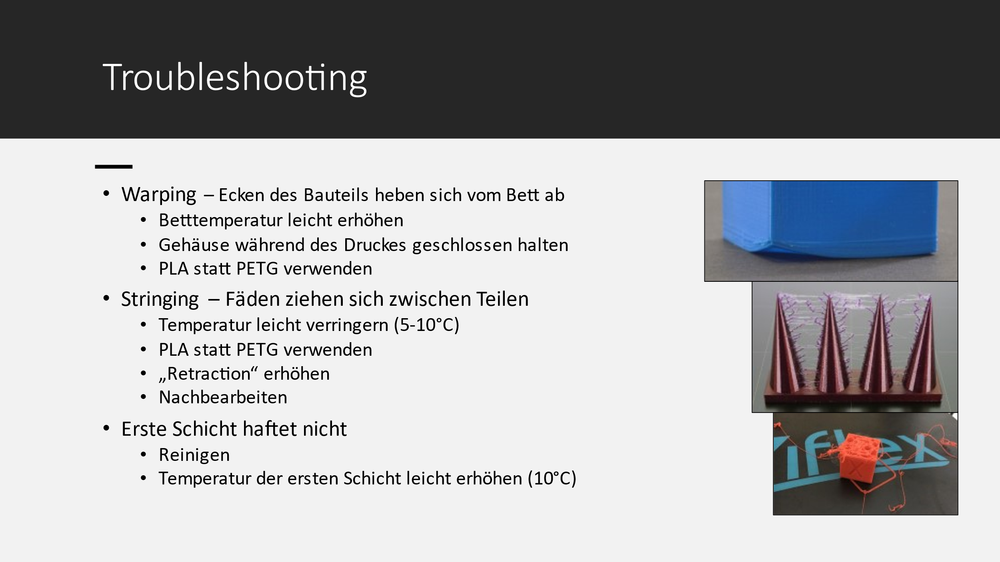 Troubleshooting
• Warping – Ecken des Bauteils heben sich vom Bett ab
• Betttemperatur leicht erhöhen
• Gehäuse während des Druckes geschlossen halten
• PLA statt PETG verwenden
• Stringing – Fäden ziehen sich zwischen Teilen
• Temperatur leicht verringern (5-10°C)
• PLA statt PETG verwenden
• „Retraction“ erhöhen
• Nachbearbeiten
• Erste Schicht haftet nicht
• Reinigen
• Temperatur der ersten Schicht leicht erhöhen (10°C)
X